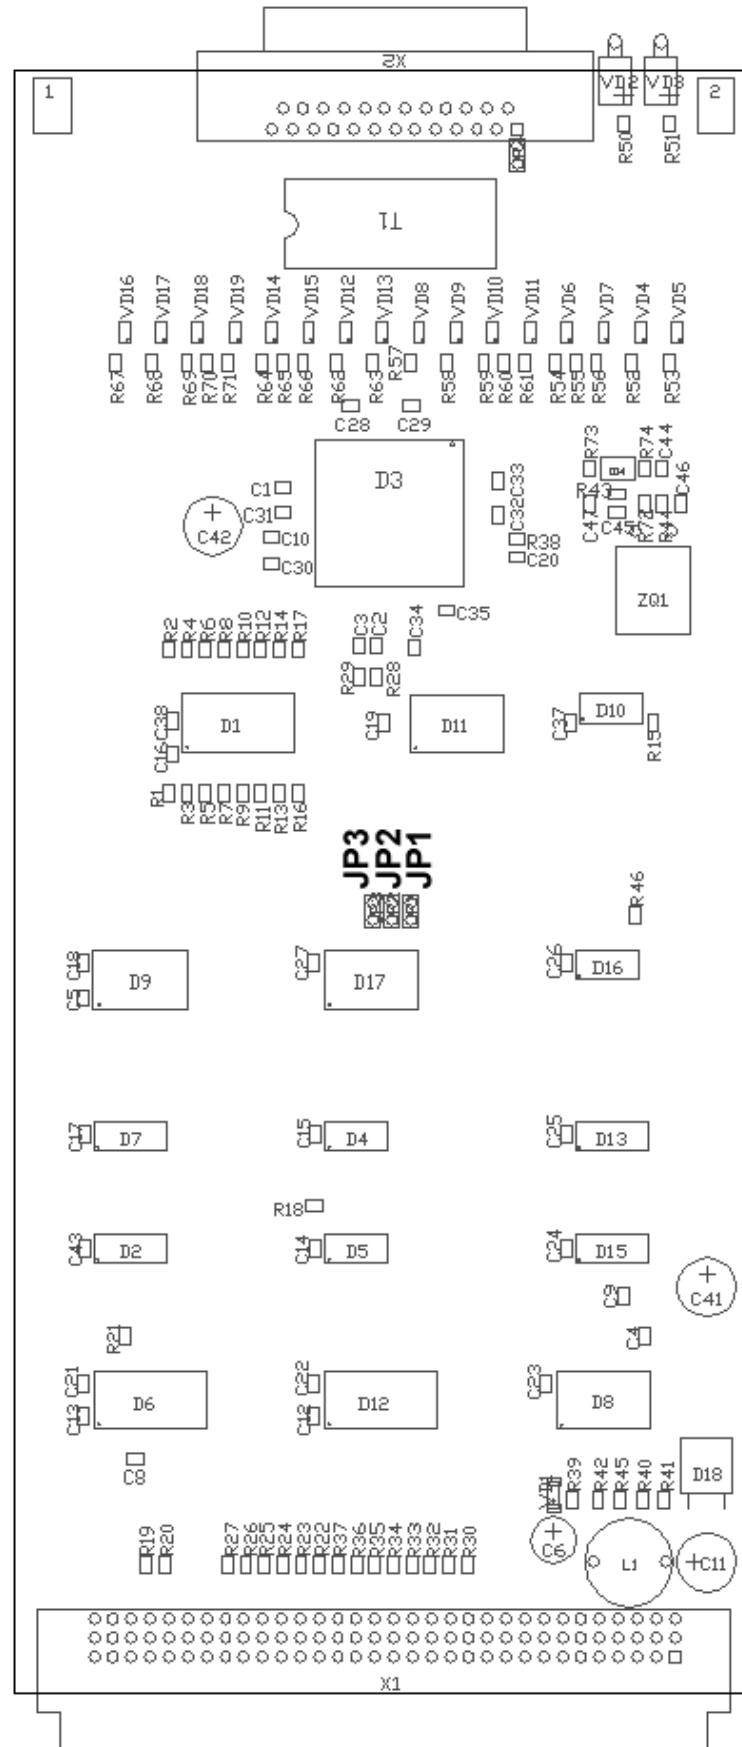 X2
VD2 VD3
1
2
R50 R51
T1
VD16 VD17 VD18 VD19 VD14 VD15 VD12 VD13 VD8 VD9 VD10 VD11 VD6 VD7 VD4 VD5
R67 R68 R69 R70 R71 R64 R65 R66 R62 R63 R57 R58 R59 R60 R61 R54 R55 R56 R52 R53
C28 C29
D3
R73 R74 C44
C1 C33 R43 C46
C31 C32 C47 C45 R72 R44
C42 C10 R38
C30 C20
ZQ1
C35
R2 R4 R6 R8 R10 R12 R14 R17 C3 C2 C34
R29 R28
C38 D1 C19 D11 C37 D10 R15
C16
R1 R3 R5 R7 R9 R11 R13 R16
JP3 JP2 JP1
R46
C18 D9 C27 D17 C26 D16
C5
C17 D7 C15 D4 C25 D13
R18
C43 D2 C14 D5 C24 D15
C9 C41
R21 C4
C21 D6 C22 D12 C23 D8
C13 C12
C8
R39 R42 R45 R40 R41 D18
C6
R19 R20 R27 R26 R25 R24 R23 R22 R37 R36 R35 R34 R33 R32 R31 R30
L1 C11
X1